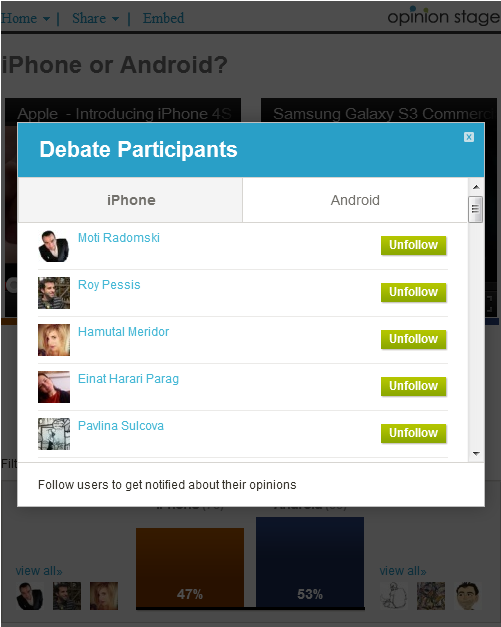 Home | Share | Embed
opinion stage
iPhone or Android?
Apple - Introducing iPhone 4S
Samsung Galaxy S3 Commerc
Debate Participants
x
iPhone
Android
Moti Radomski
Unfollow
Roy Pessis
Unfollow
Hamutal Meridor
Unfollow
Einat Harari Parag
Unfollow
Pavlina Sulcova
Unfollow
Filt
Follow users to get notified about their opinions
view all»
view all»
47%
53%